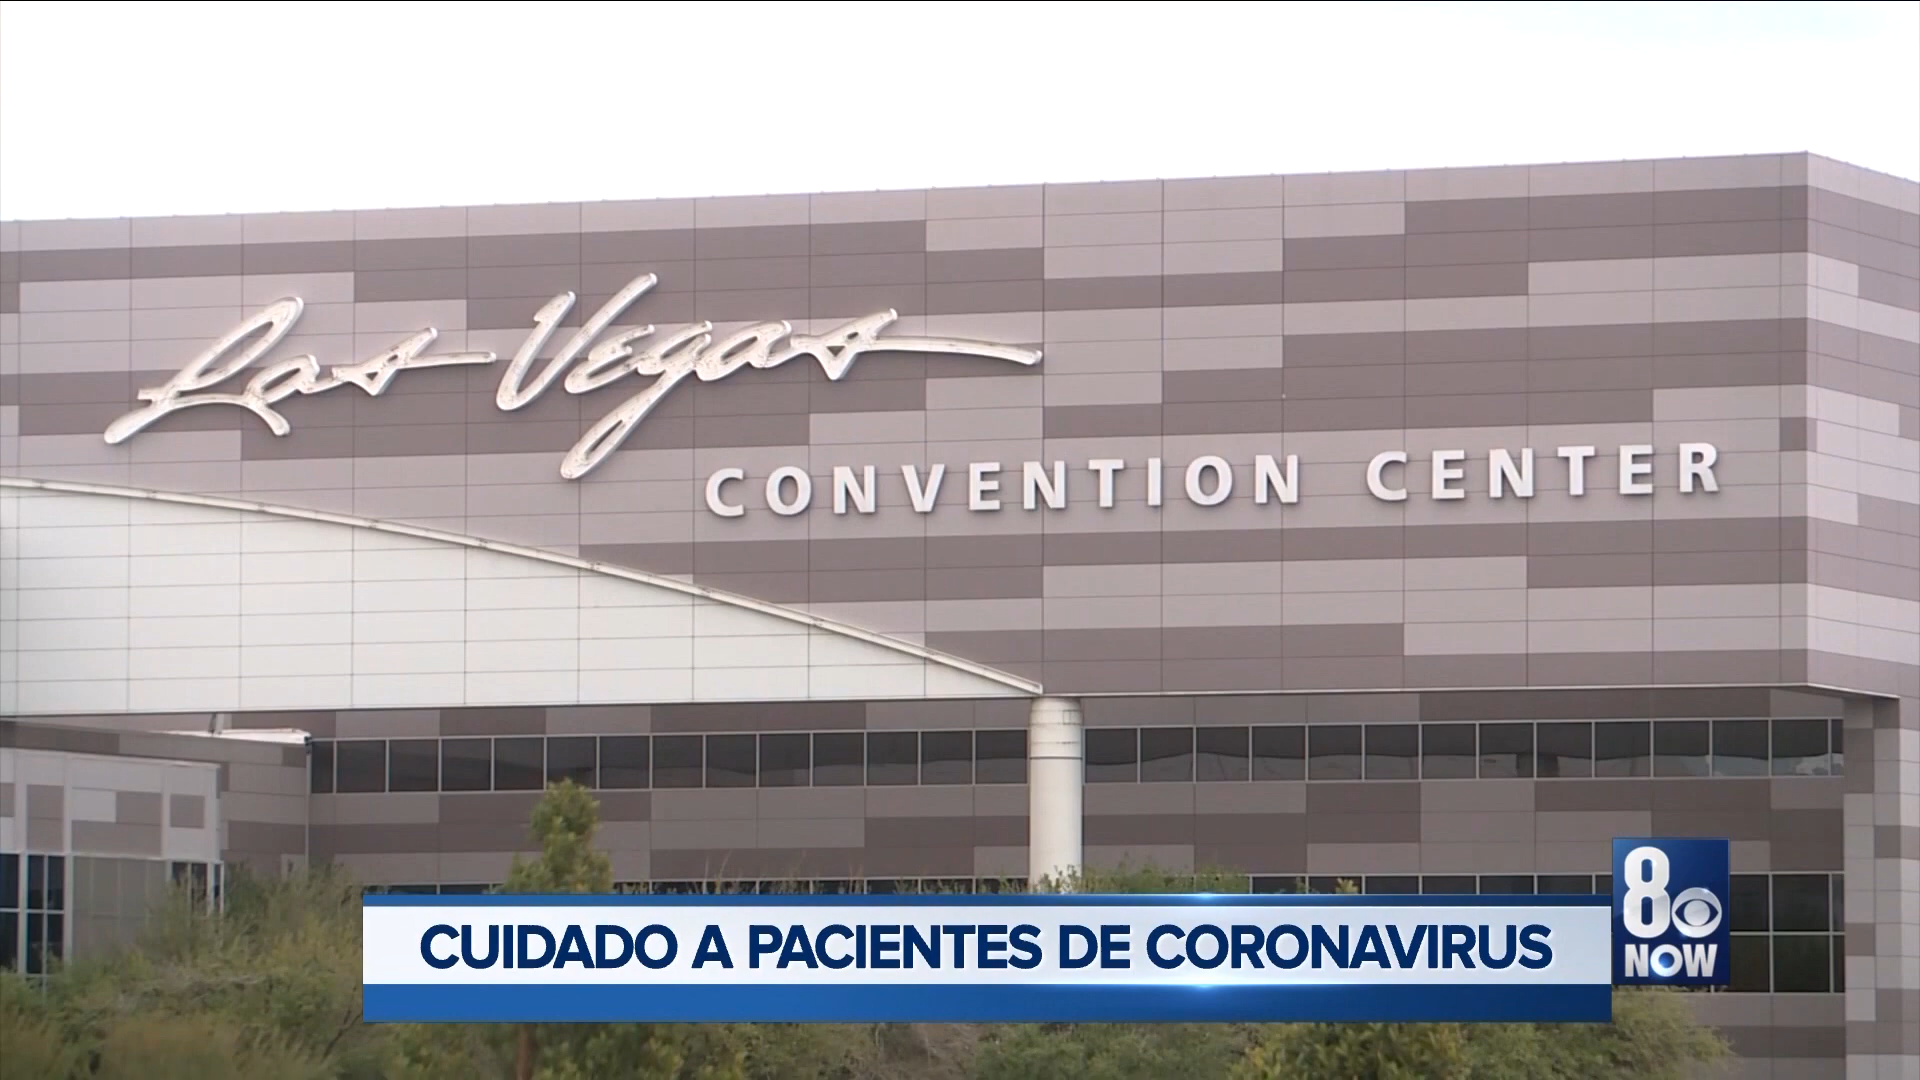 Las Vegas
CONVENTION CENTER
CUIDADO A PACIENTES DE CORONAVIRUS
8
NOW